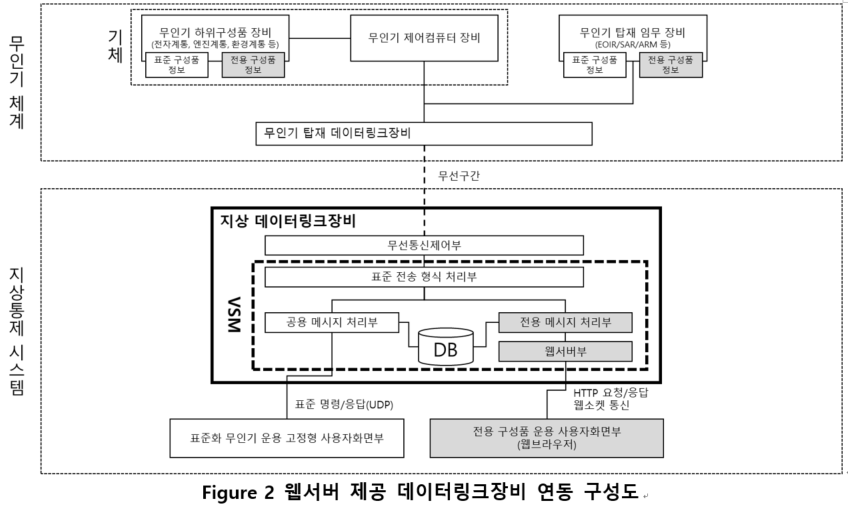 무인기 체계
기체
무인기 하위구성품 장비
(전자계통, 엔진계통, 환경계통 등)
표준 구성품
정보
전용 구성품
정보
무인기 제어컴퓨터 장비
무인기 탑재 임무 장비
(EOIR/SAR/ARM 등)
표준 구성품
정보
전용 구성품
정보
무인기 탑재 데이터링크장비
무선구간
지상통제 시스템
지상 데이터링크장비
무선통신제어부
VSM
표준 전송 형식 처리부
공용 메시지 처리부
DB
전용 메시지 처리부
웹서버부
표준 명령/응답(UDP)
HTTP 요청/응답
웹소켓 통신
표준화 무인기 운용 고정형 사용자화면부
전용 구성품 운용 사용자화면부
(웹브라우저)
Figure 2 웹서버 제공 데이터링크장비 연동 구성도